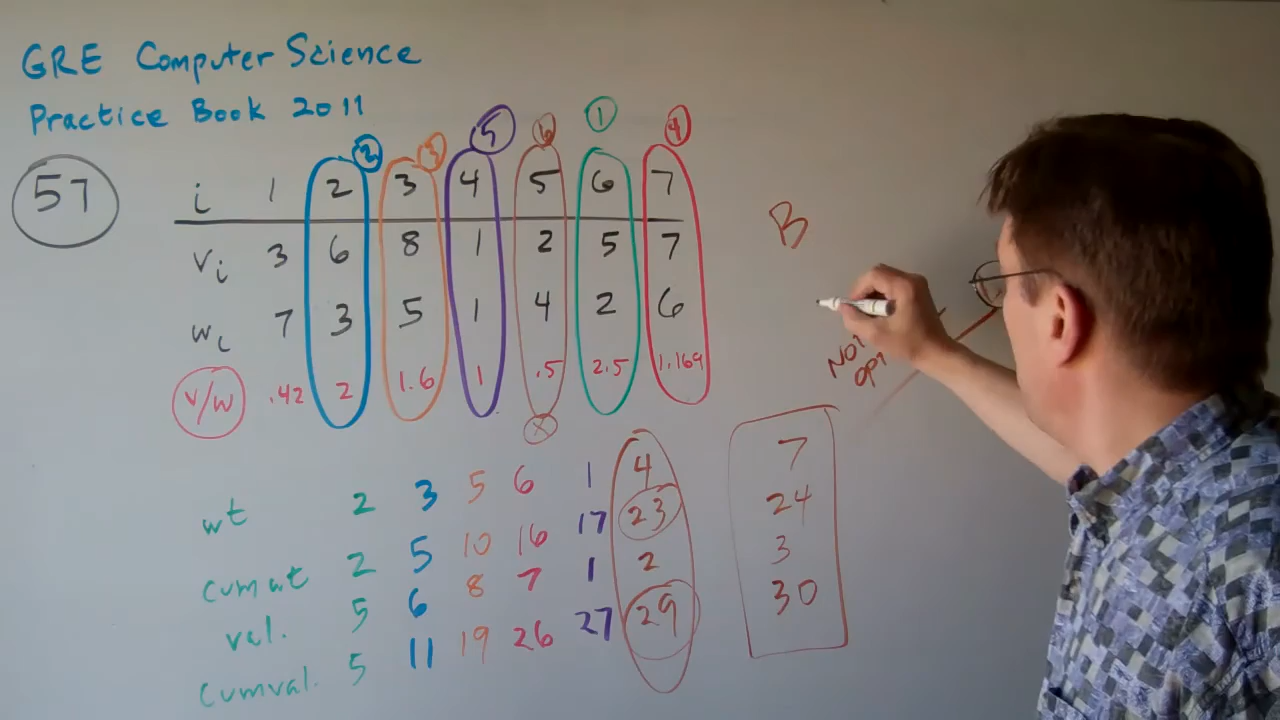 GRE Computer Science
Practice Book 2011
57
2 3 5 6 1 4
i 1 2 3 4 5 6 7
vi 3 6 8 1 2 5 7
wi 7 3 5 1 4 2 6
v/w .42 2 1.6 1 .5 2.5 1.169
x
B
NOT
OPT
wt 2 3 5 6 1 4 7
cumwt 2 5 10 16 17 23 24
val. 5 6 8 7 1 2 3
cumval. 5 11 19 26 27 29 30